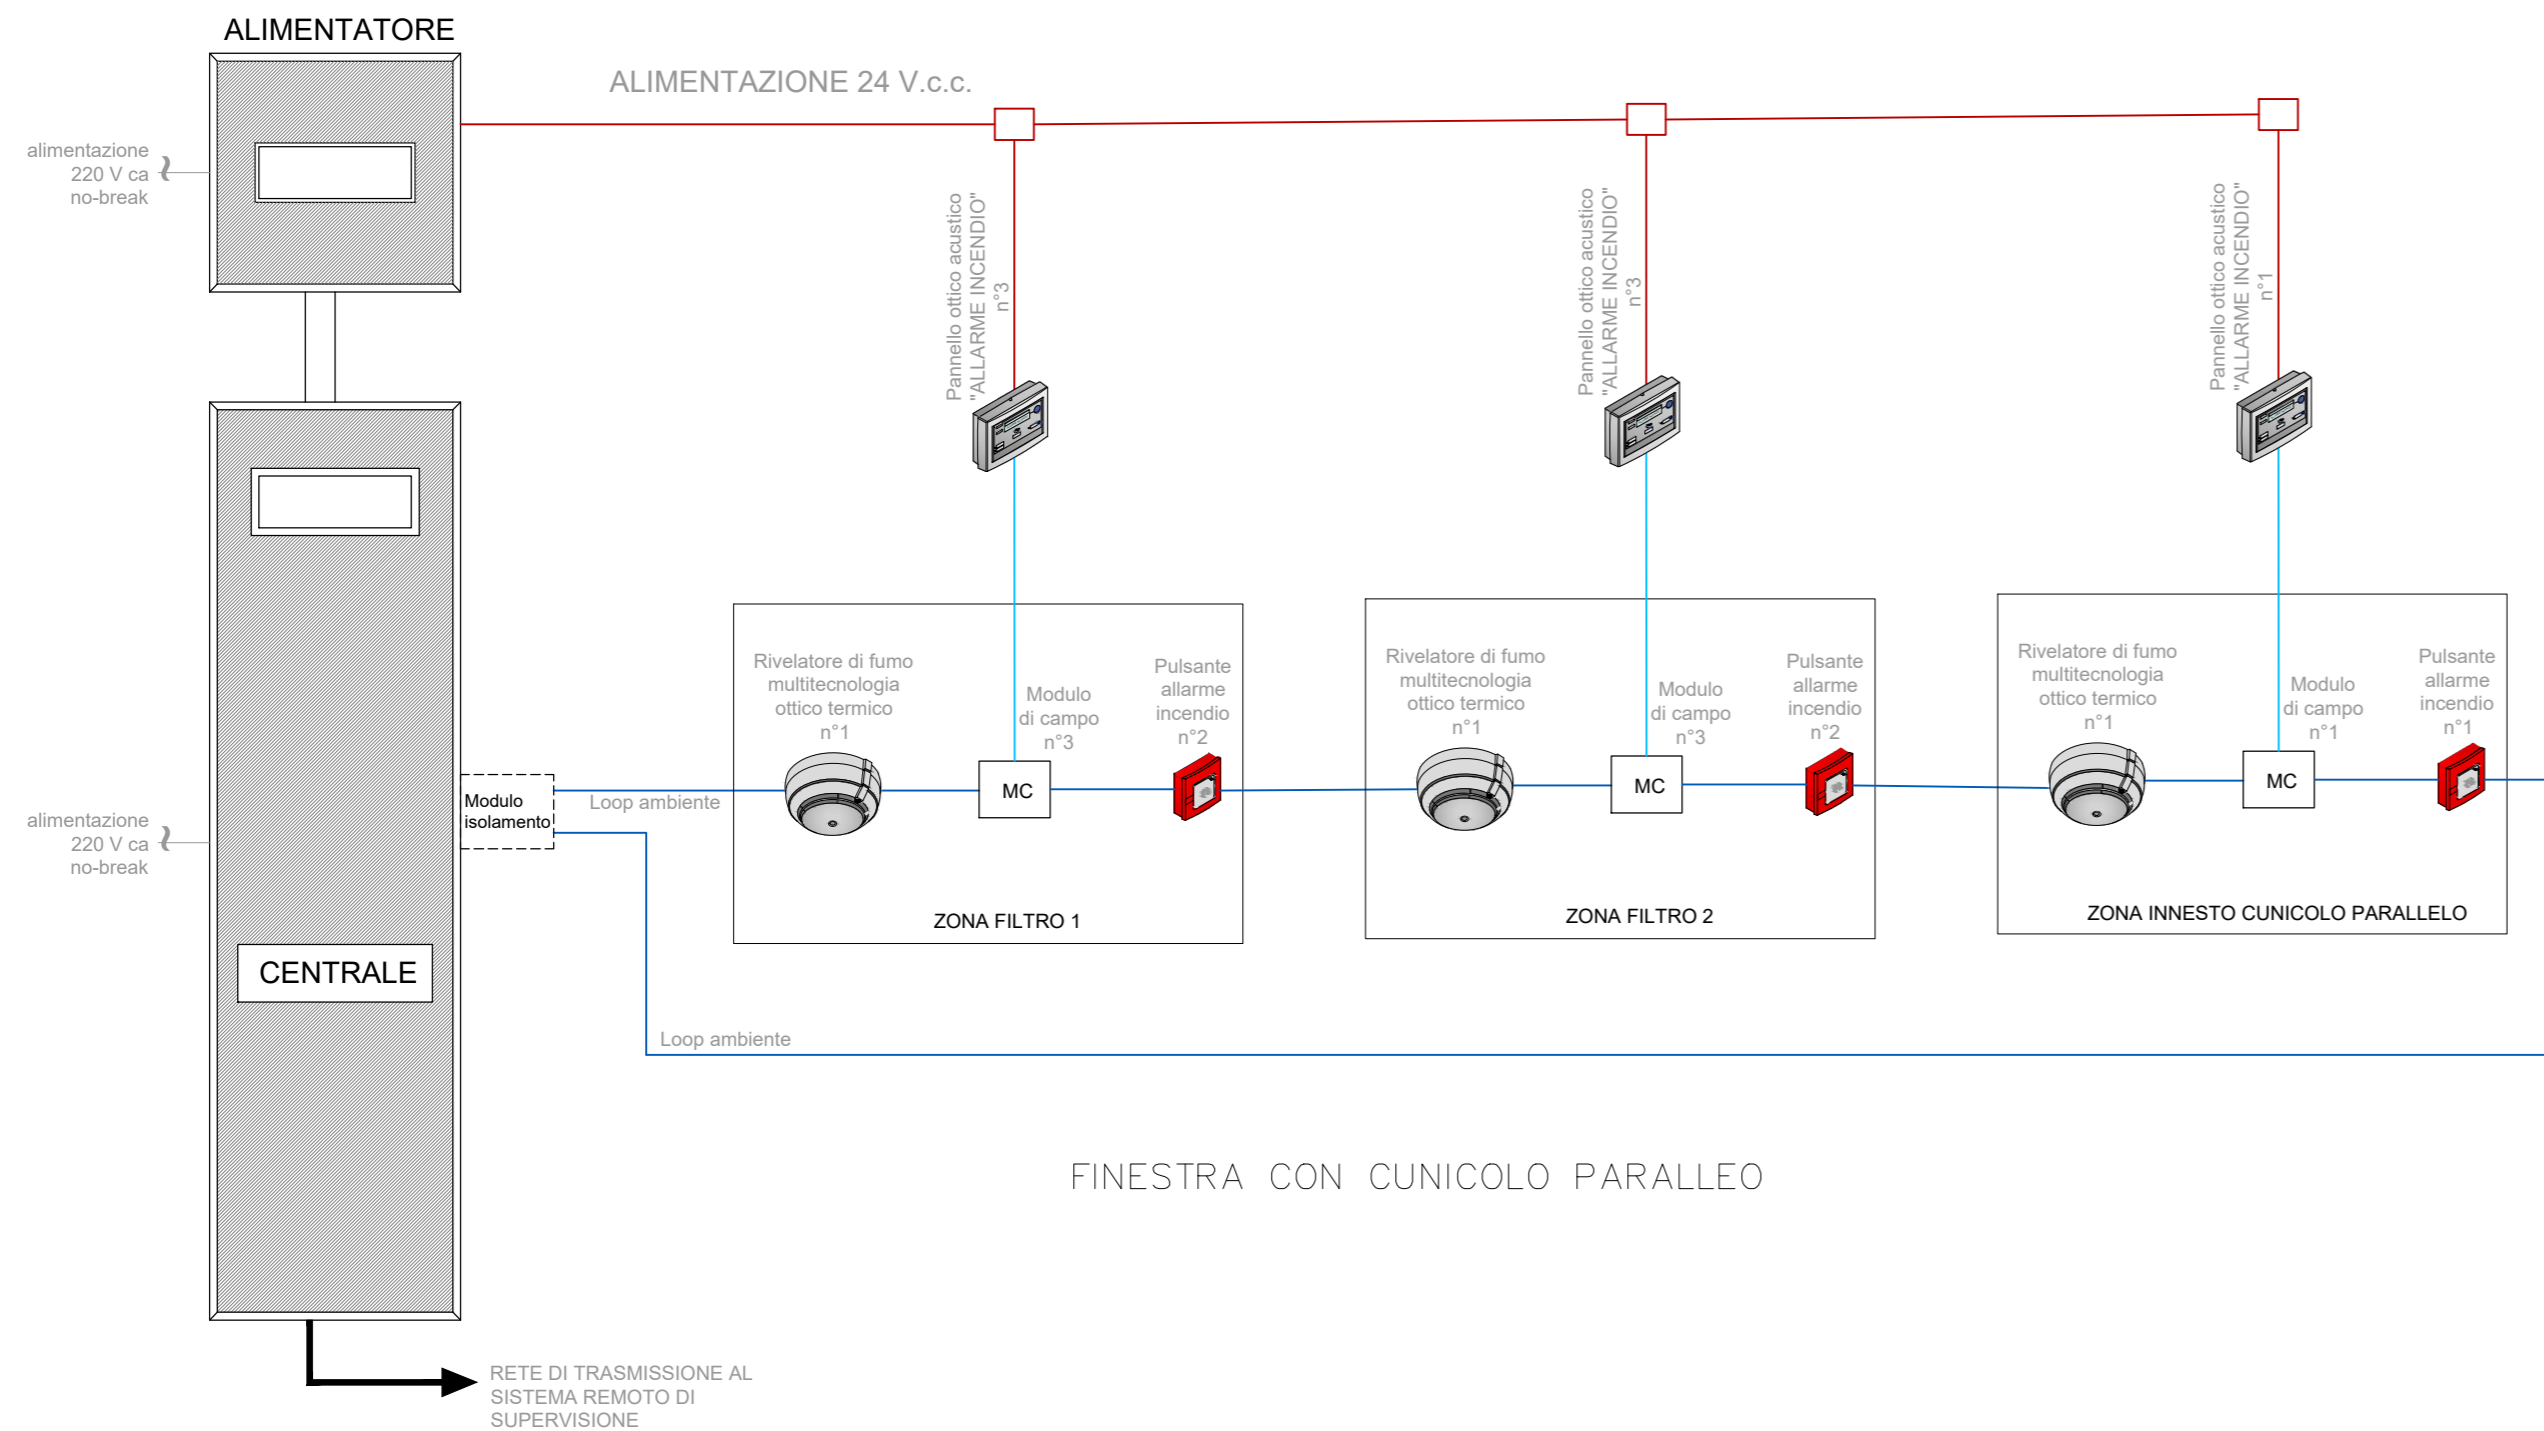 ALIMENTATORE
ALIMENTAZIONE 24 V.c.c.
alimentazione
220 V ca
no-break
Pannello ottico acustico
"ALLARME INCENDIO"
n°3
Pannello ottico acustico
"ALLARME INCENDIO"
n°3
Pannello ottico acustico
"ALLARME INCENDIO"
n°1
Rivelatore di fumo
multitecnologia
ottico termico
n°1
Modulo
di campo
n°3
Pulsante
allarme
incendio
n°2
MC
ZONA FILTRO 1
Rivelatore di fumo
multitecnologia
ottico termico
n°1
Modulo
di campo
n°3
Pulsante
allarme
incendio
n°2
MC
ZONA FILTRO 2
Rivelatore di fumo
multitecnologia
ottico termico
n°1
Modulo
di campo
n°1
Pulsante
allarme
incendio
n°1
MC
ZONA INNESTO CUNICOLO PARALLELO
Modulo
isolamento
Loop ambiente
alimentazione
220 V ca
no-break
CENTRALE
Loop ambiente
FINESTRA CON CUNICOLO PARALLEO
RETE DI TRASMISSIONE AL
SISTEMA REMOTO DI
SUPERVISIONE